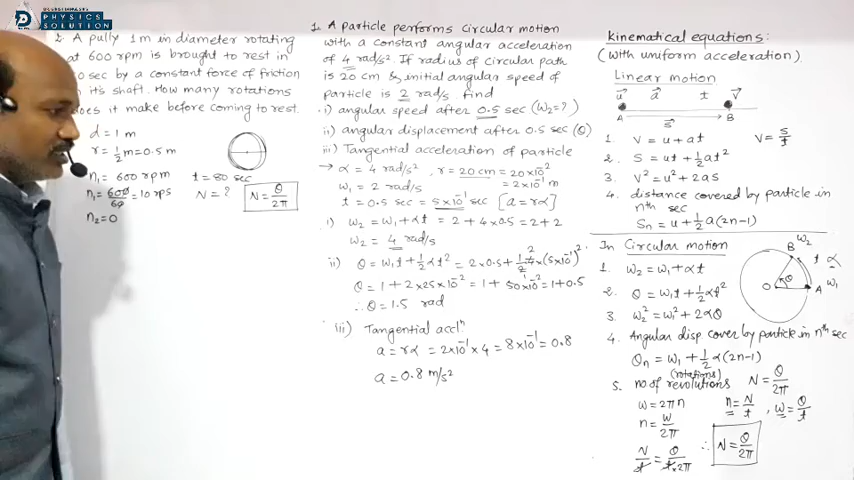 PHYSICS
SOLUTION
2. A pully 1m in diameter rotating
at 600 rpm is brought to rest in
sec by a constant force of friction
it's shaft. How many rotations
does it make before coming to rest.
d = 1 m
r = 1/2 m = 0.5 m
n₁ = 600 rpm t = 80 sec
n₁ = 600/60 = 10 rps N = ? N = θ/2π
n₂ = 0
1. A particle performs circular motion
with a constant angular acceleration
of 4 rad/s². If radius of circular path
is 20 cm & initial angular speed of
particle is 2 rad/s. find
i) angular speed after 0.5 sec (ω₂=?)
ii) angular displacement after 0.5 sec (θ)
iii) Tangential acceleration of particle
→ α = 4 rad/s², r = 20 cm = 20×10⁻²
ω₁ = 2 rad/s = 2×10⁻¹ m
t = 0.5 sec = 5×10⁻¹ sec [a = rα]
i) ω₂ = ω₁ + αt = 2 + 4×0.5 = 2+2
ω₂ = 4 rad/s
ii) θ = ω₁t + 1/2 αt² = 2×0.5 + 1/2 4 2 × (5×10⁻¹)²
θ = 1 + 2×25×10⁻² = 1 + 50×10⁻² = 1+0.5
∴ θ = 1.5 rad
iii) Tangential accl^n
a = rα = 2×10⁻¹ × 4 = 8×10⁻¹ = 0.8
a = 0.8 m/s²
kinematical equations:
(with uniform acceleration).
Linear motion
u⃗ a⃗ ± v⃗
A s⃗ B
1. v = u + at v = s/t
2. s = ut + 1/2 at²
3. v² = u² + 2as
4. distance covered by particle in
nth sec
Sn = u + 1/2 a(2n-1)
In Circular motion
1. ω₂ = ω₁ + αt
2. θ = ω₁t + 1/2 αt²
3. ω₂² = ω₁² + 2αθ
B ω₂
t α
O θ A ω₁
4. Angular disp cover by particle in nth sec
θn = ω₁ + 1/2 α(2n-1)
(rotations)
5. no. of revolutions N = θ/2π
ω = 2πn n = N/t , ω = θ/t
n = ω/2π
N/t = θ/t×2π ∴ N = θ/2π